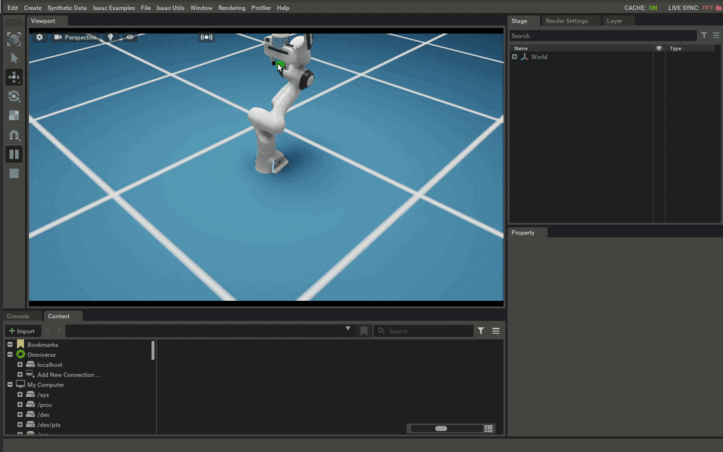 Edit Create Synthetic Data Isaac Examples File Isaac Utils Window Rendering Profiler Help
CACHE: ON LIVE SYNC: OFF
Viewport
Perspective
Stage Render Settings Layer
Search
Name Type
World
Property
Console Content
Import
Search
Bookmarks
Omniverse
localhost
Add New Connection ...
My Computer
/sys
/proc
/dev
/dev/pts